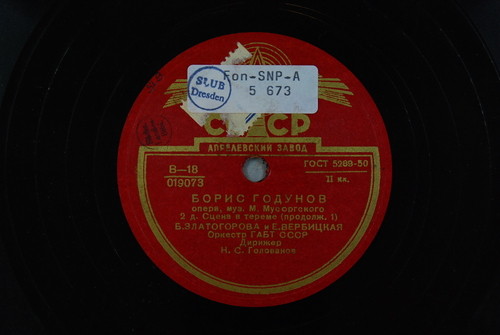 Fon-SNP-A
5 673
SLUB
Dresden
СССР
АПРЕЛЕВСКИЙ ЗАВОД
В—18
019073
ГОСТ 5289-50
II кл.
БОРИС ГОДУНОВ
опера, муз. М. Мусоргского
2 д. Сцена в тереме (продолж. 1)
Б. ЗЛАТОГОРОВА и Е. ВЕРБИЦКАЯ
Оркестр ГАБТ СССР
Дирижер
Н. С. Голованов